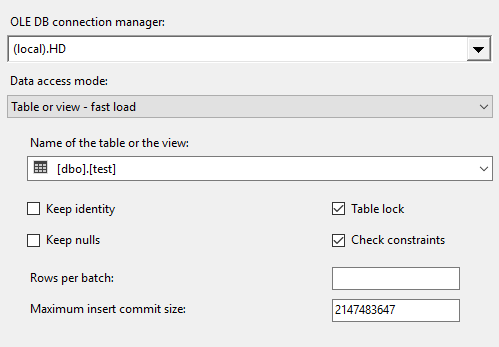 OLE DB connection manager:
(local).HD
Data access mode:
Table or view - fast load
Name of the table or the view:
[dbo].[test]
Keep identity
Table lock
Keep nulls
Check constraints
Rows per batch:
Maximum insert commit size:
2147483647